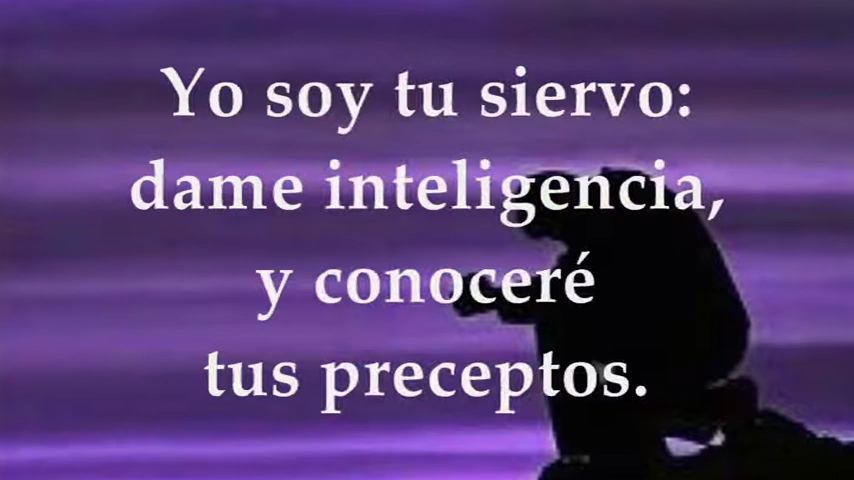 Yo soy tu siervo:
dame inteligencia,
y conoceré
tus preceptos.